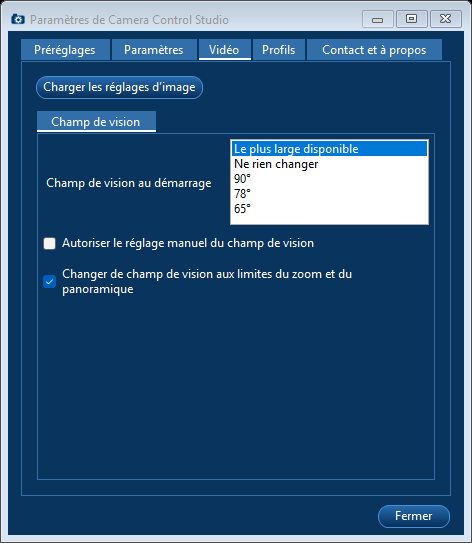 Paramètres de Camera Control Studio
Préréglages
Paramètres
Vidéo
Profils
Contact et à propos
Charger les réglages d'image
Champ de vision
Champ de vision au démarrage
Le plus large disponible
Ne rien changer
90°
78°
65°
Autoriser le réglage manuel du champ de vision
Changer de champ de vision aux limites du zoom et du
panoramique
Fermer